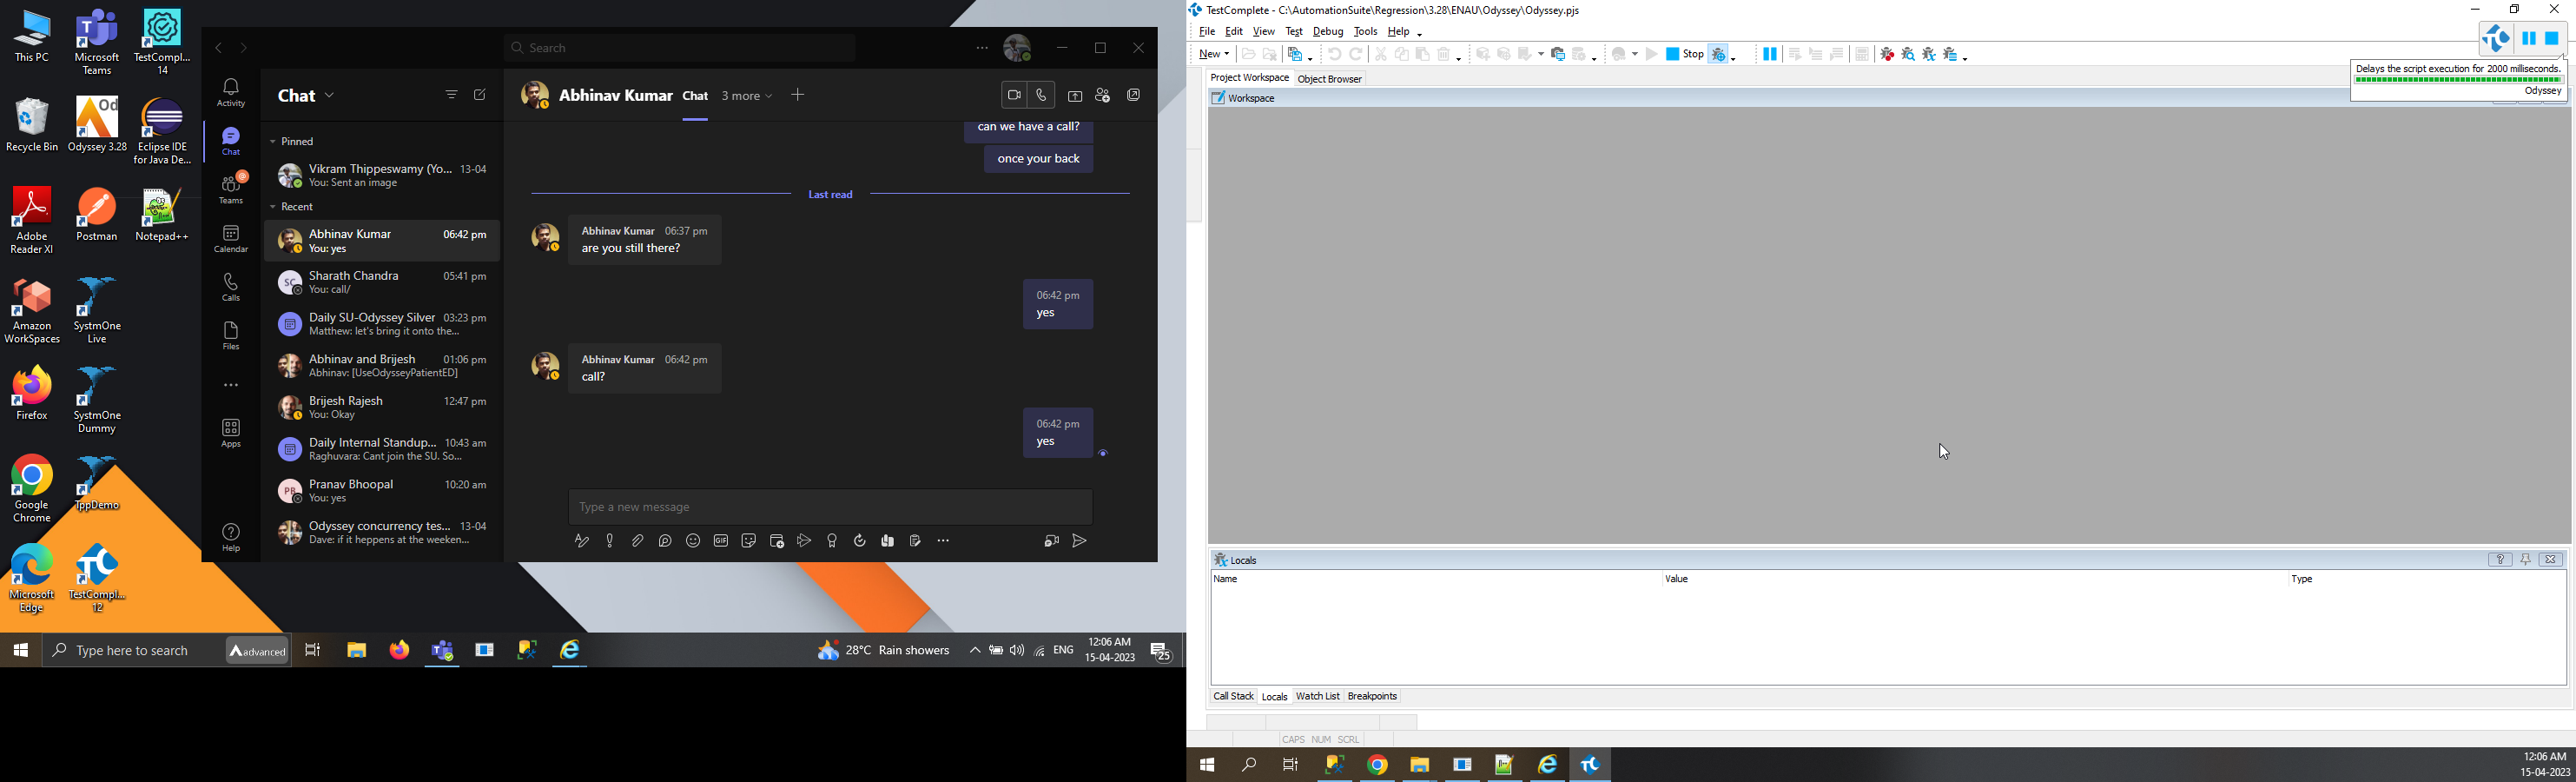 This PC
Microsoft
Teams
TestCompl...
14
Recycle Bin
Od
Odyssey 3.28
Eclipse IDE
for Java De...
Adobe
Reader XI
Postman
Notepad++
Amazon
WorkSpaces
SystmOne
Live
Firefox
SystmOne
Dummy
Google
Chrome
TppDemo
Microsoft
Edge
TestCompl...
12
Search
Activity
Chat
Teams
Calendar
Calls
Files
Apps
Help
Chat
Pinned
Vikram Thippeswamy (Yo... 13-04
You: Sent an image
Recent
Abhinav Kumar 06:42 pm
You: yes
SC
Sharath Chandra 05:41 pm
You: call/
Daily SU-Odyssey Silver 03:23 pm
Matthew: let's bring it onto the...
Abhinav and Brijesh 01:06 pm
Abhinav: [UseOdysseyPatientED]
Brijesh Rajesh 12:47 pm
You: Okay
Daily Internal Standup... 10:43 am
Raghuvara: Cant join the SU. So...
PB
Pranav Bhoopal 10:20 am
You: yes
Odyssey concurrency tes... 13-04
Dave: if it heppens at the weeken...
Abhinav Kumar Chat 3 more
can we have a call?
once your back
Last read
Abhinav Kumar 06:37 pm
are you still there?
06:42 pm
yes
Abhinav Kumar 06:42 pm
call?
06:42 pm
yes
Type a new message
GIF
Type here to search
advanced
28°C Rain showers
ENG
12:06 AM
15-04-2023
25
TestComplete - C:\AutomationSuite\Regression\3.28\ENAU\Odyssey\Odyssey.pjs
File Edit View Test Debug Tools Help
New
Stop
Delays the script execution for 2000 milliseconds.
Odyssey
Project Workspace Object Browser
Workspace
Locals
Name Value Type
Call Stack Locals Watch List Breakpoints
CAPS NUM SCRL
12:06 AM
15-04-2023